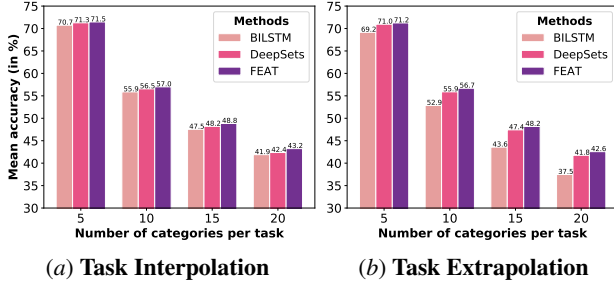 Mean accuracy (in %)
75
70
65
60
55
50
45
40
35
30
70.7 71.3 71.5
55.9 56.5 57.0
47.5 48.2 48.8
41.9 42.4 43.2
Methods
BILSTM
DeepSets
FEAT
5 10 15 20
Number of categories per task
(a) Task Interpolation
75
70
65
60
55
50
45
40
35
30
69.2 71.0 71.2
52.9 55.9 56.7
43.6 47.4 48.2
37.5 41.8 42.6
Methods
BILSTM
DeepSets
FEAT
5 10 15 20
Number of categories per task
(b) Task Extrapolation